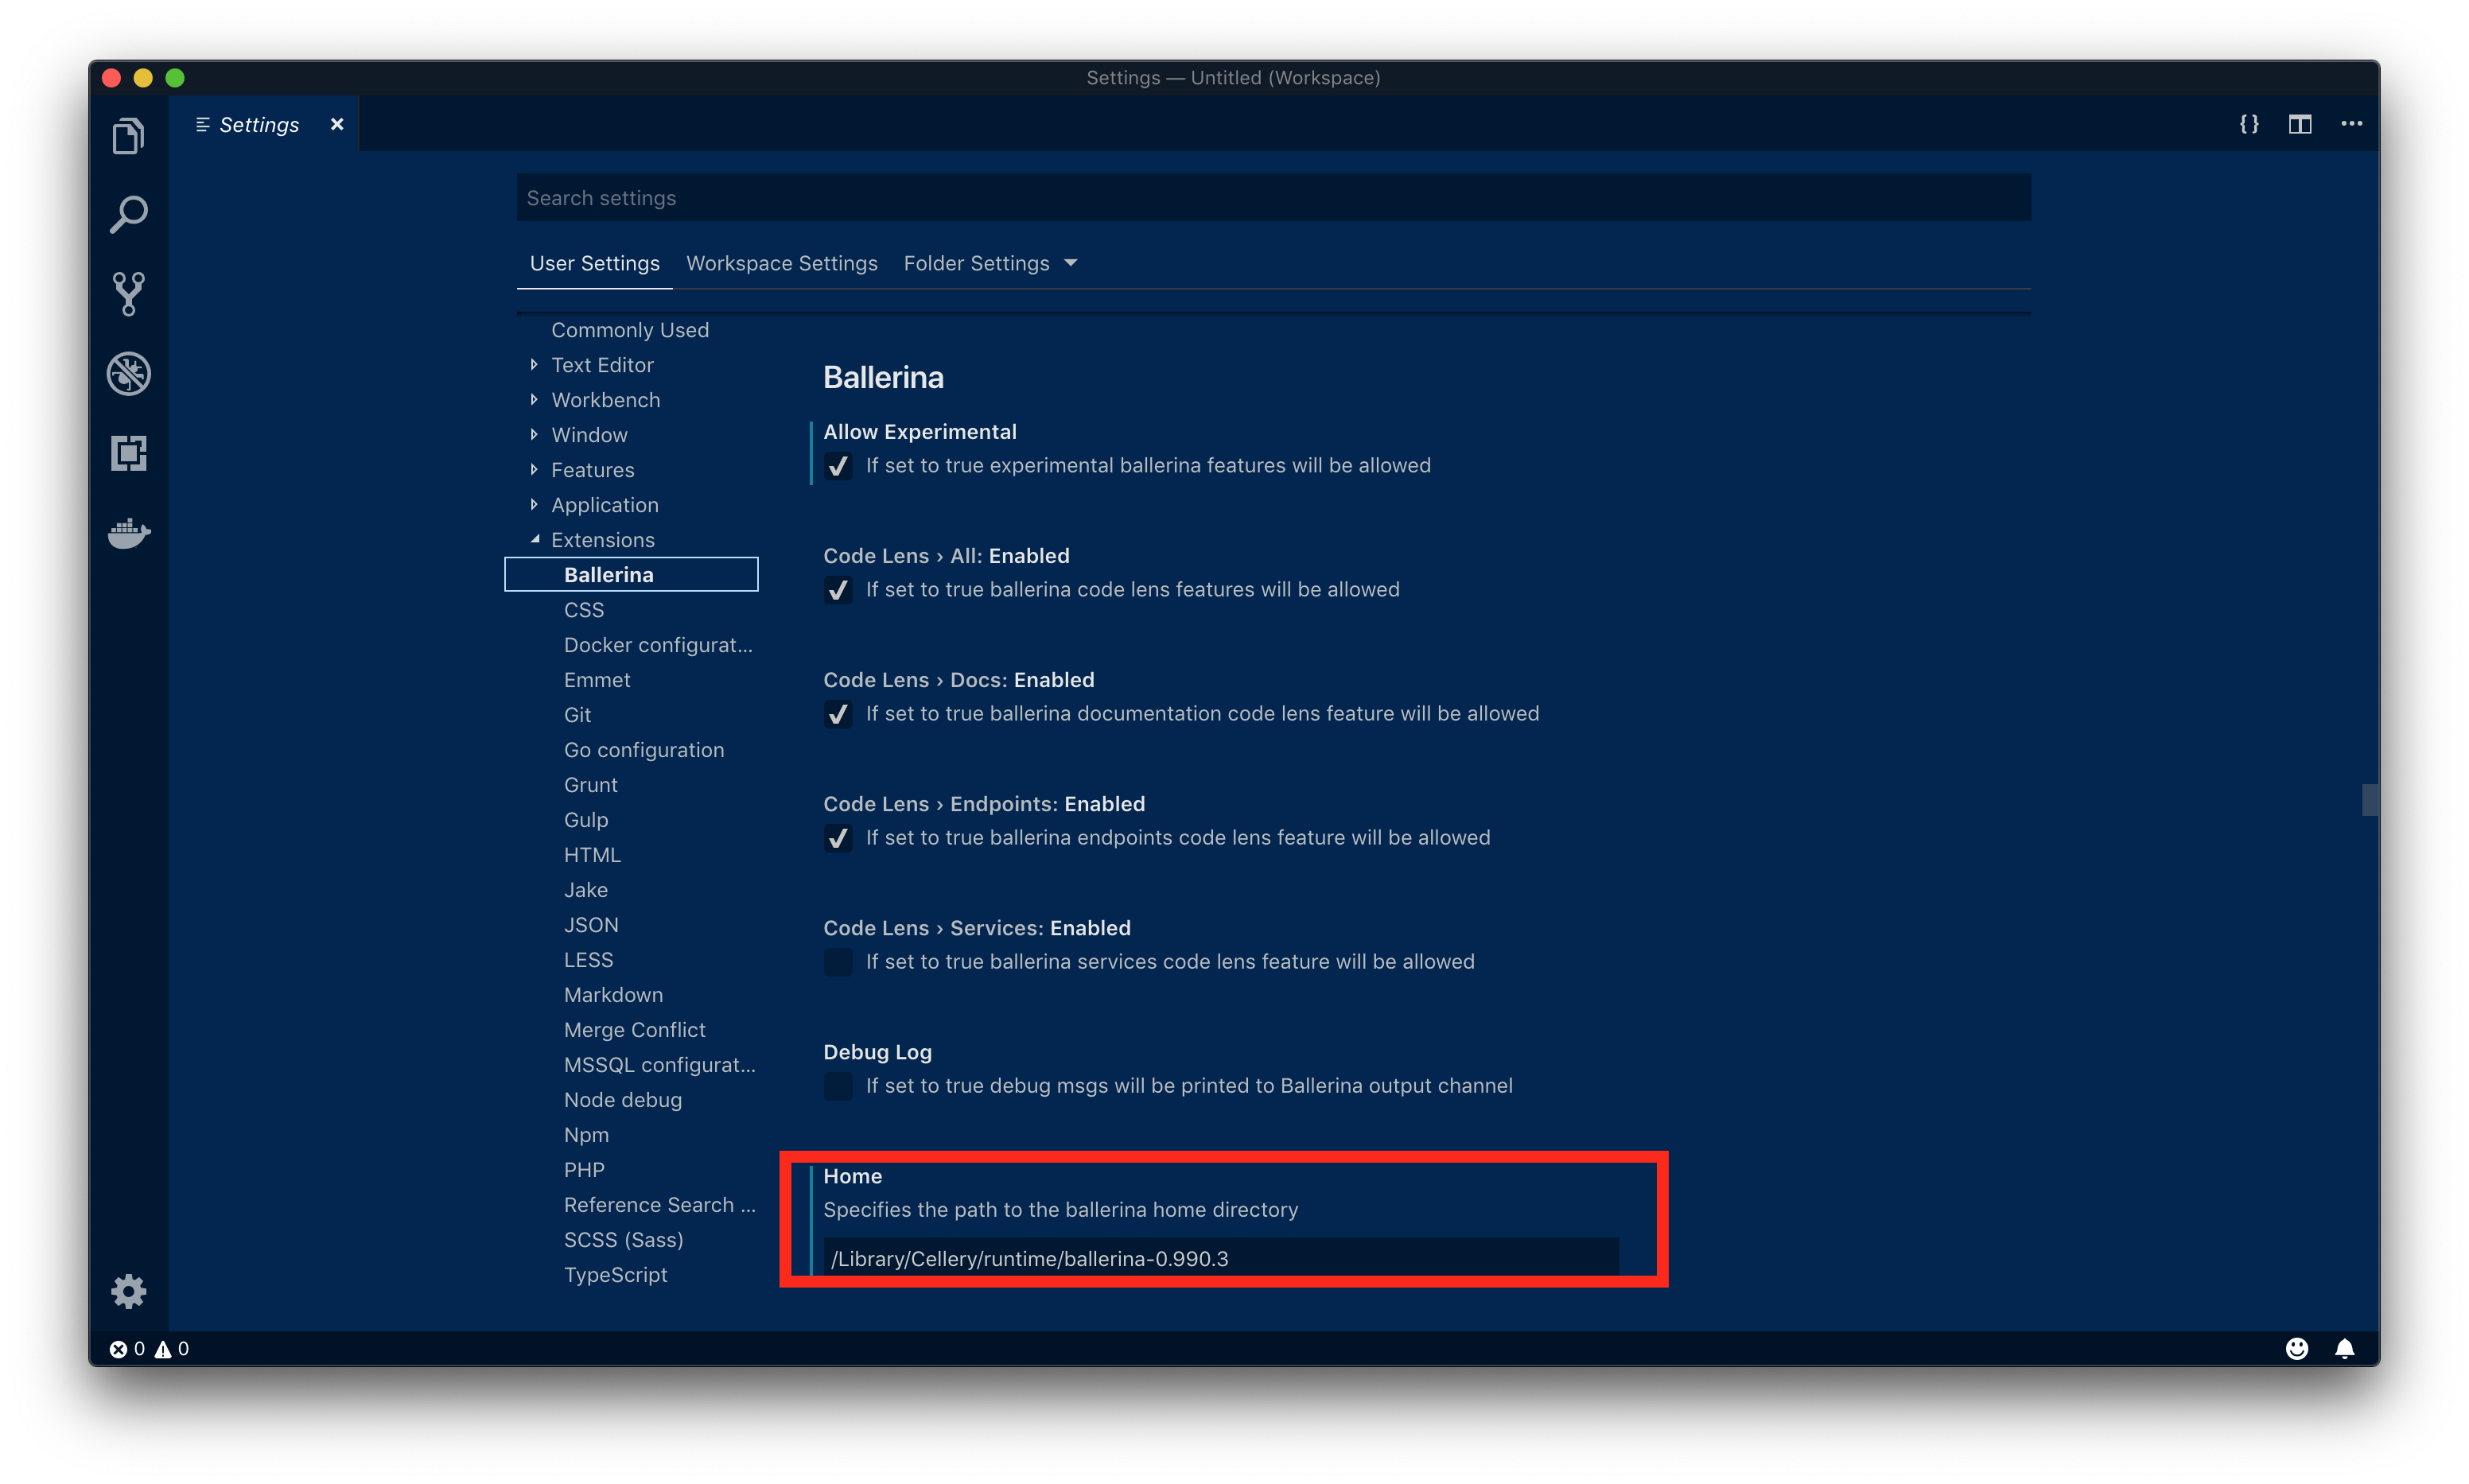 Settings — Untitled (Workspace)
Settings
Search settings
User Settings Workspace Settings Folder Settings
Commonly Used
Text Editor
Workbench
Window
Features
Application
Extensions
Ballerina
CSS
Docker configurat...
Emmet
Git
Go configuration
Grunt
Gulp
HTML
Jake
JSON
LESS
Markdown
Merge Conflict
MSSQL configurat...
Node debug
Npm
PHP
Reference Search ...
SCSS (Sass)
TypeScript
Ballerina
Allow Experimental
If set to true experimental ballerina features will be allowed
Code Lens › All: Enabled
If set to true ballerina code lens features will be allowed
Code Lens › Docs: Enabled
If set to true ballerina documentation code lens feature will be allowed
Code Lens › Endpoints: Enabled
If set to true ballerina endpoints code lens feature will be allowed
Code Lens › Services: Enabled
If set to true ballerina services code lens feature will be allowed
Debug Log
If set to true debug msgs will be printed to Ballerina output channel
Home
Specifies the path to the ballerina home directory
/Library/Cellery/runtime/ballerina-0.990.3
0 0